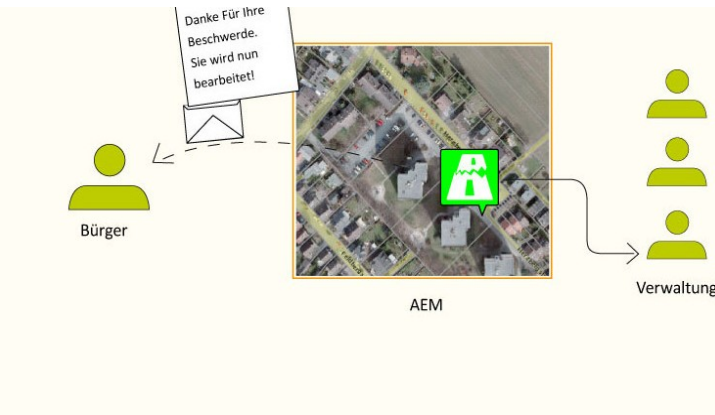 Danke Für Ihre
Beschwerde.
Sie wird nun
bearbeitet!
Bürger
AEM
Verwaltung